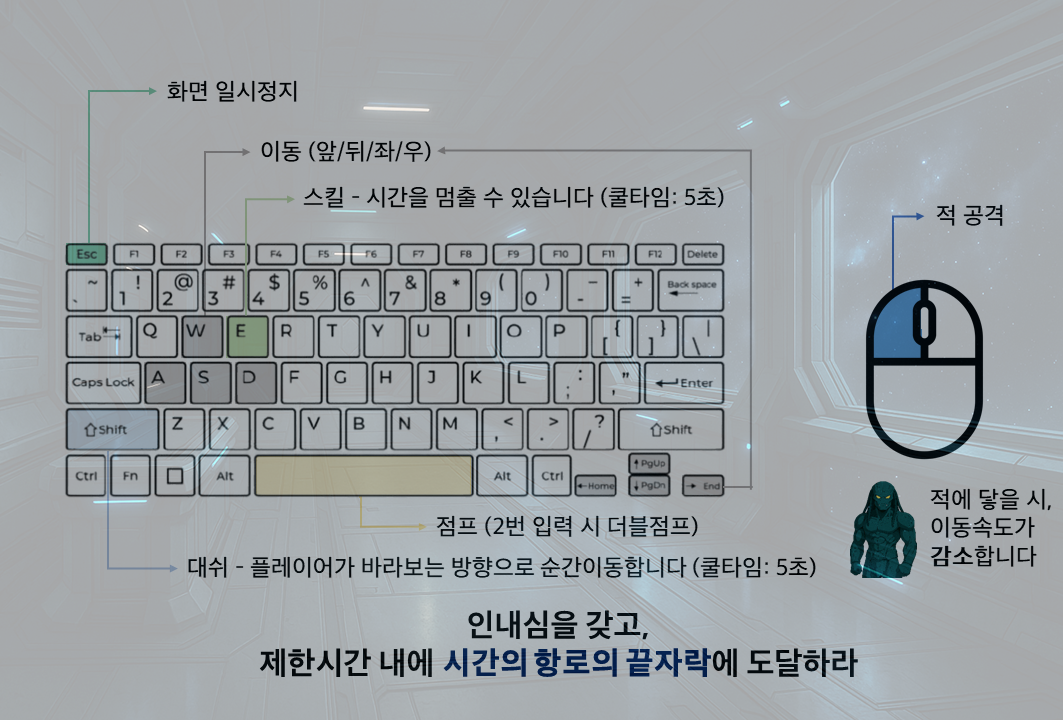 화면 일시정지
이동 (앞/뒤/좌/우)
스킬 - 시간을 멈출 수 있습니다 (쿨타임: 5초)
적 공격
Esc F1 F2 F3 F4 F5 F6 F7 F8 F9 F10 F11 F12 Delete
~ ` ! 1 @ 2 # 3 $ 4 % 5 ^ 6 & 7 * 8 ( 9 ) 0 - - + = Back space
Tab Q W E R T Y U I O P { [ } ] | \
Caps Lock A S D F G H J K L : ; " , Enter
Shift Z X C V B N M < , > . ? / Shift
Ctrl Fn Alt Alt Ctrl Home PgUp PgDn End
점프 (2번 입력 시 더블점프)
대쉬 - 플레이어가 바라보는 방향으로 순간이동합니다 (쿨타임: 5초)
적에 닿을 시,
이동속도가
감소합니다
인내심을 갖고,
제한시간 내에 시간의 항로의 끝자락에 도달하라